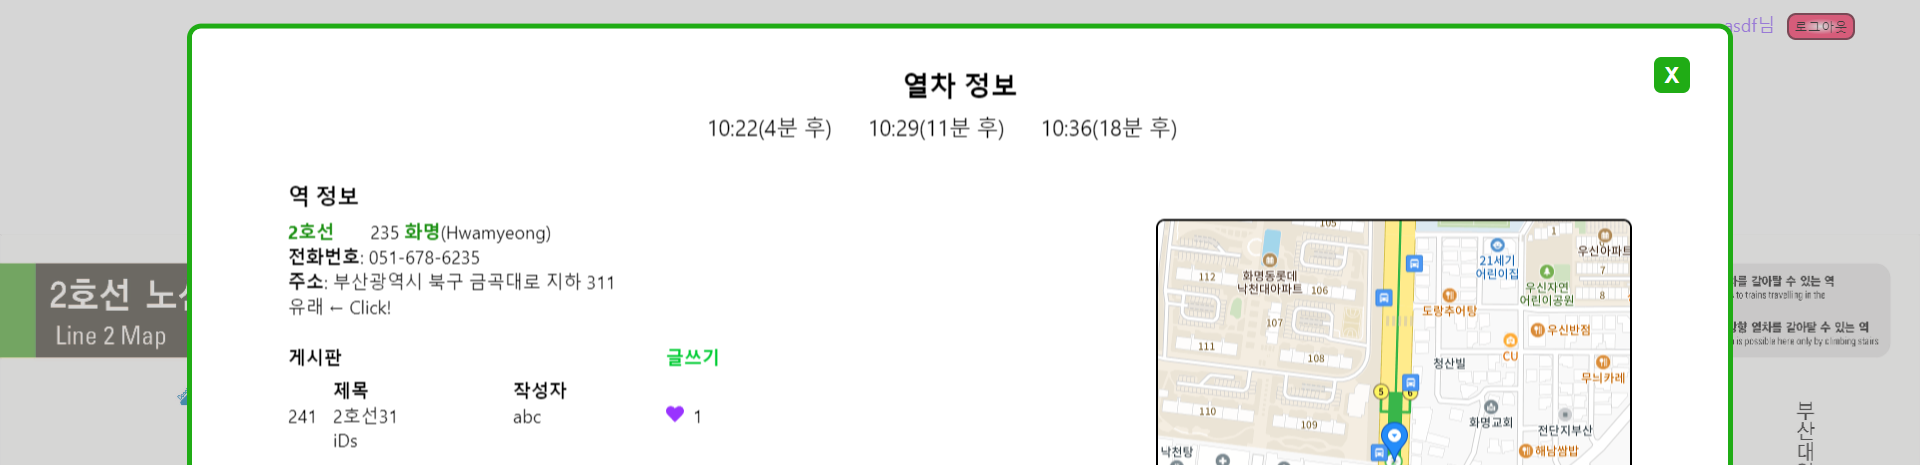 asdf님 로그아웃
열차 정보 X
10:22(4분 후) 10:29(11분 후) 10:36(18분 후)
역 정보
2호선 235 화명(Hwamyeong)
전화번호: 051-678-6235
주소: 부산광역시 북구 금곡대로 지하 311
유래 ← Click!
게시판 글쓰기
제목 작성자
241 2호선31 abc 1
iDs
2호선
Line 2 Map
105
112
화명동롯데
낙천대아파트
106
107
111
108
110
109
낙천탕
5
6
도랑추어탕
21세기
어린이집
1
우신아파트
7
우신자연
어린이공원
8
우신반점
CU
청산빌
무늬카레
화명교회
전단지부산
해남쌈밥
갈아탈 수 있는 역
to trains travelling in the
열차를 갈아탈 수 있는 역
is possible here only by climbing stairs
부산대